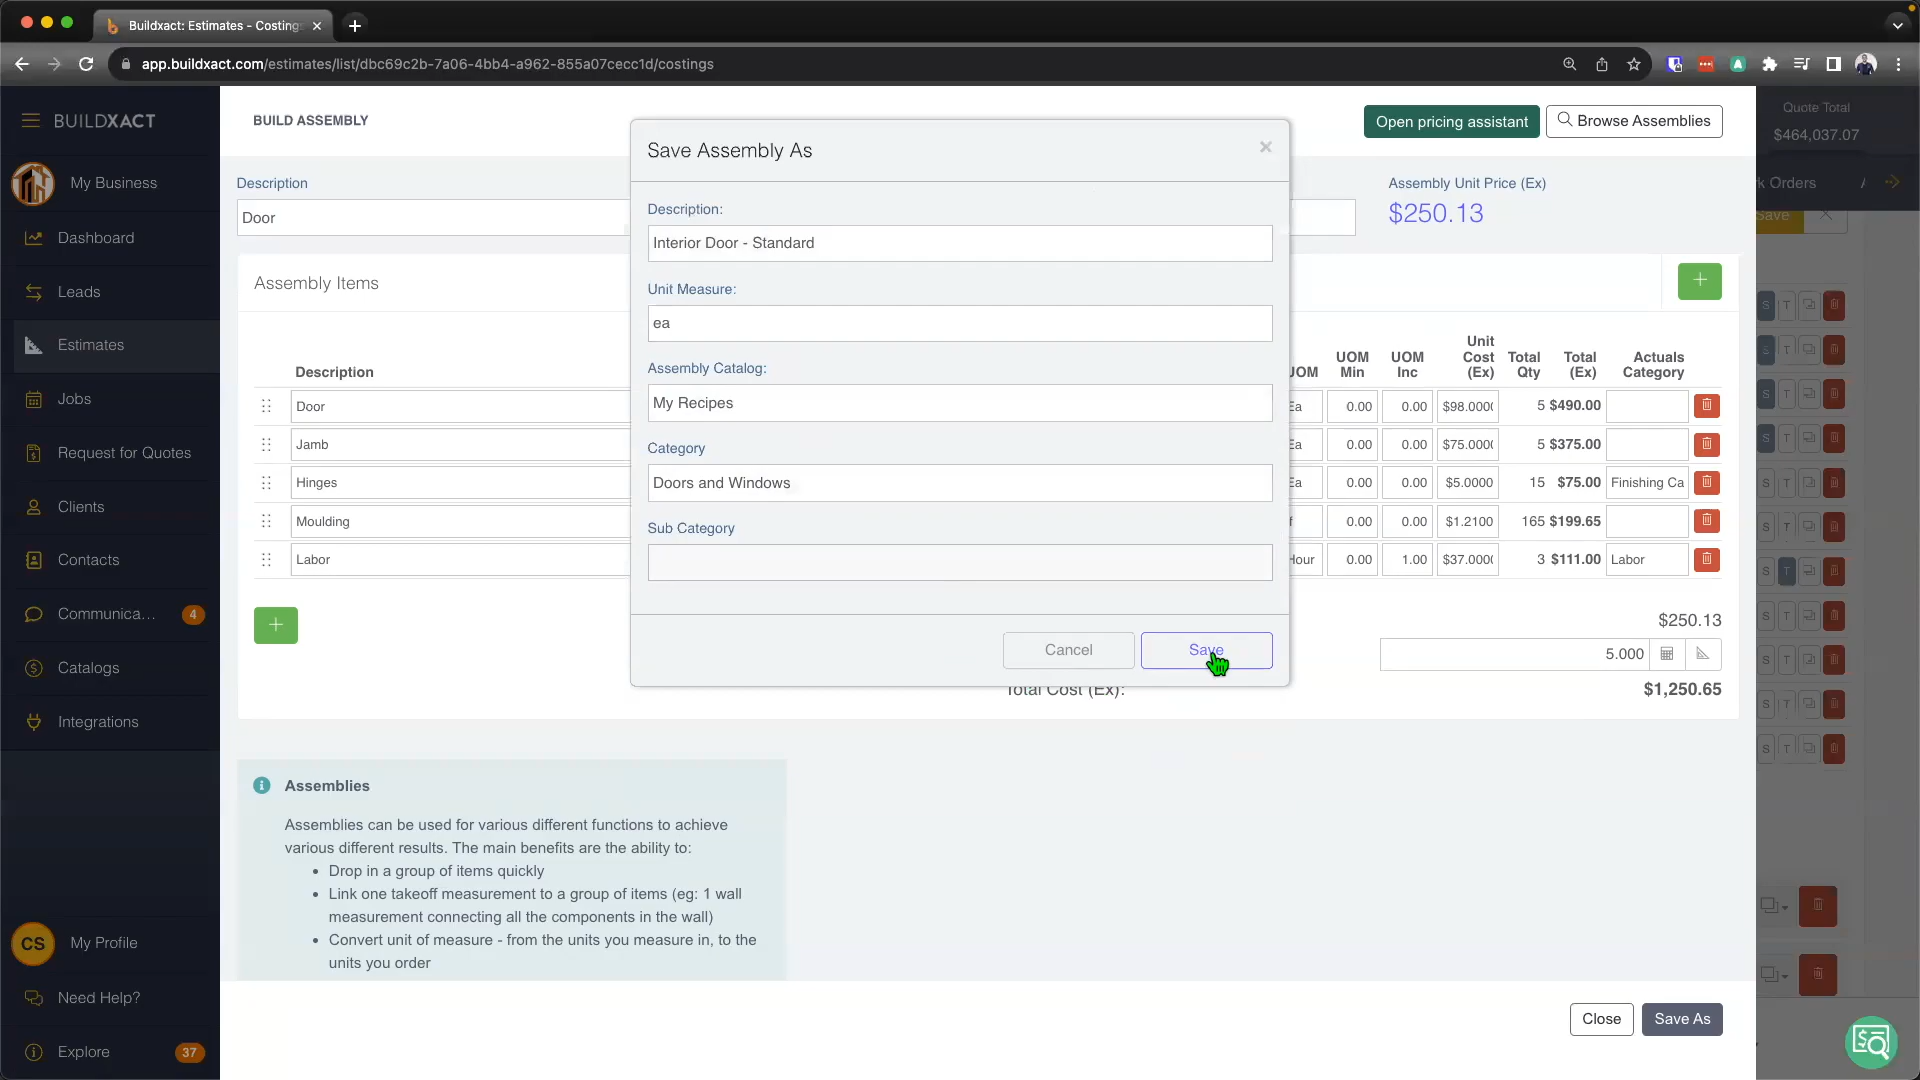 Buildxact: Estimates - Costing
app.buildxact.com/estimates/list/dbc69c2b-7a06-4bb4-a962-855a07cecc1d/costings
BUILDXACT
My Business
Dashboard
Leads
Estimates
Jobs
Request for Quotes
Clients
Contacts
Communica... 4
Catalogs
Integrations
CS My Profile
Need Help?
Explore 37
BUILD ASSEMBLY
Open pricing assistant
Browse Assemblies
Quote Total
$464,037.07
Description
Door
Assembly Unit Price (Ex)
$250.13
k Orders
Save
Assembly Items
Description UOM UOM Min UOM Inc Unit Cost (Ex) Total Qty Total (Ex) Actuals Category
Door Ea 0.00 0.00 $98.000 5 $490.00
Jamb Ea 0.00 0.00 $75.000 5 $375.00
Hinges Ea 0.00 0.00 $5.0000 15 $75.00 Finishing Ca
Moulding f 0.00 0.00 $1.2100 165 $199.65
Labor Hour 0.00 1.00 $37.000 3 $111.00 Labor
$250.13
5.000
Total Cost (Ex): $1,250.65
Save Assembly As
Description:
Interior Door - Standard
Unit Measure:
ea
Assembly Catalog:
My Recipes
Category
Doors and Windows
Sub Category
Cancel
Save
Assemblies
Assemblies can be used for various different functions to achieve
various different results. The main benefits are the ability to:
• Drop in a group of items quickly
• Link one takeoff measurement to a group of items (eg: 1 wall
measurement connecting all the components in the wall)
• Convert unit of measure - from the units you measure in, to the
units you order
Close
Save As